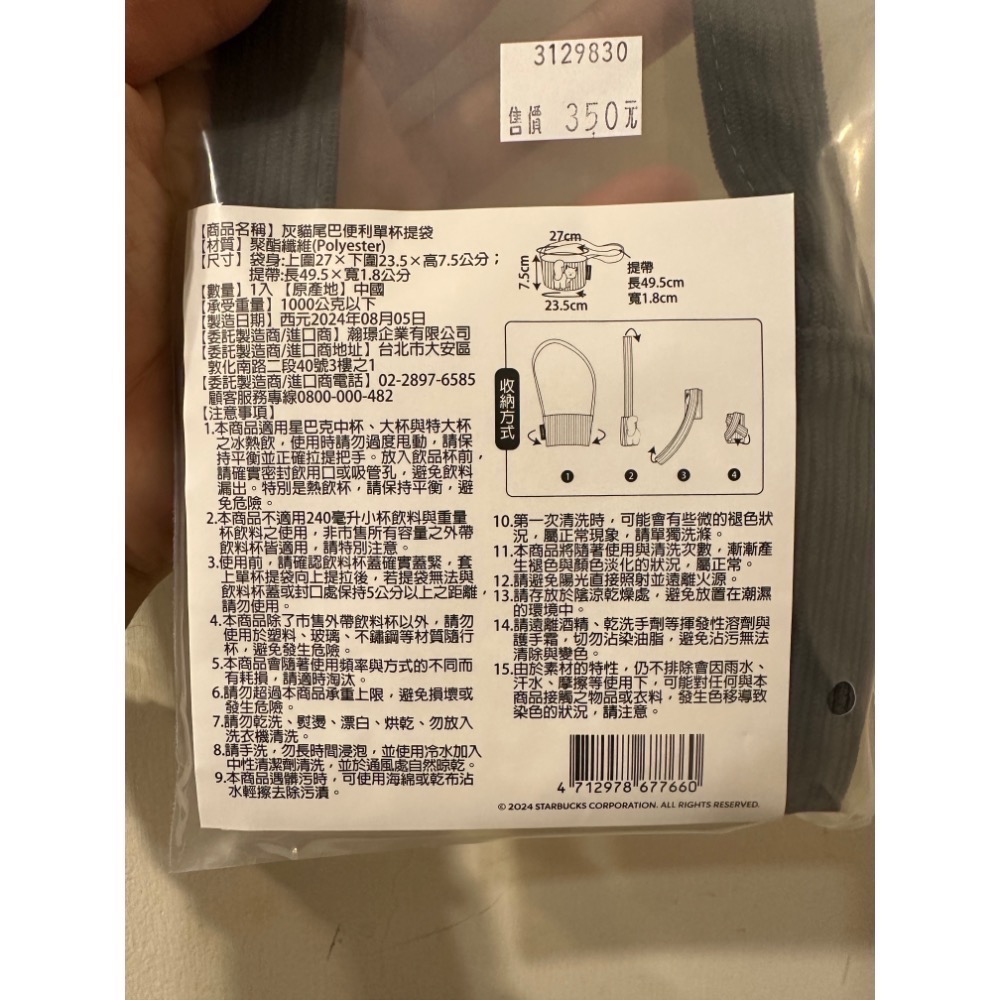 3129830
售價 350元
【商品名稱】灰貓尾巴便利單杯提袋
【材質】聚酯纖維(Polyester)
【尺寸】袋身:上圍27×下圍23.5×高7.5公分；
提帶:長49.5×寬1.8公分
【數量】1入【原產地】中國
【承受重量】1000公克以下
【製造日期】西元2024年08月05日
【委託製造商/進口商】瀚璟企業有限公司
【委託製造商/進口商地址】台北市大安區
敦化南路二段40號3樓之1
【委託製造商/進口商電話】02-2897-6585
顧客服務專線0800-000-482
【注意事項】
1.本商品適用星巴克中杯、大杯與特大杯
之冰熱飲，使用時請勿過度甩動，請保
持平衡並正確拉提把手。放入飲品杯前，
請確實密封飲用口或吸管孔，避免飲料
漏出。特別是熱飲杯，請保持平衡，避
免危險。
2.本商品不適用240毫升小杯飲料與重量
杯飲料之使用，非市售所有容量之外帶
飲料杯皆適用，請特別注意。
3.使用前，請確認飲料杯蓋確實蓋緊，套
上單杯提袋向上提拉後，若提袋無法與
飲料杯蓋或封口處保持5公分以上之距離，
請勿使用。
4.本商品除了市售外帶飲料杯以外，請勿
使用於塑料、玻璃、不鏽鋼等材質隨行
杯，避免發生危險。
5.本商品會隨著使用頻率與方式的不同而
有耗損，請適時淘汰。
6.請勿超過本商品承重上限，避免損壞或
發生危險。
7.請勿乾洗、熨燙、漂白、烘乾、勿放入
洗衣機清洗。
8.請手洗，勿長時間浸泡，並使用冷水加入
中性清潔劑清洗，並於通風處自然晾乾。
9.本商品遇髒污時，可使用海綿或乾布沾
水輕擦去除污漬。
27cm
7.5cm
23.5cm
提帶
長49.5cm
寬1.8cm
收納方式
1 2 3 4
10.第一次清洗時，可能會有些微的褪色狀
況，屬正常現象，請單獨洗滌。
11.本商品將隨著使用與清洗次數，漸漸產
生褪色與顏色淡化的狀況，屬正常。
12.請避免陽光直接照射並遠離火源。
13.請存放於陰涼乾燥處，避免放置在潮濕
的環境中。
14.請遠離酒精、乾洗手劑等揮發性溶劑與
護手霜，切勿沾染油脂，避免沾污無法
清除與變色。
15.由於素材的特性，仍不排除會因雨水、
汗水、摩擦等使用下，可能對任何與本
商品接觸之物品或衣料，發生色移導致
染色的狀況，請注意。
4 712978 677660
© 2024 STARBUCKS CORPORATION. ALL RIGHTS RESERVED.